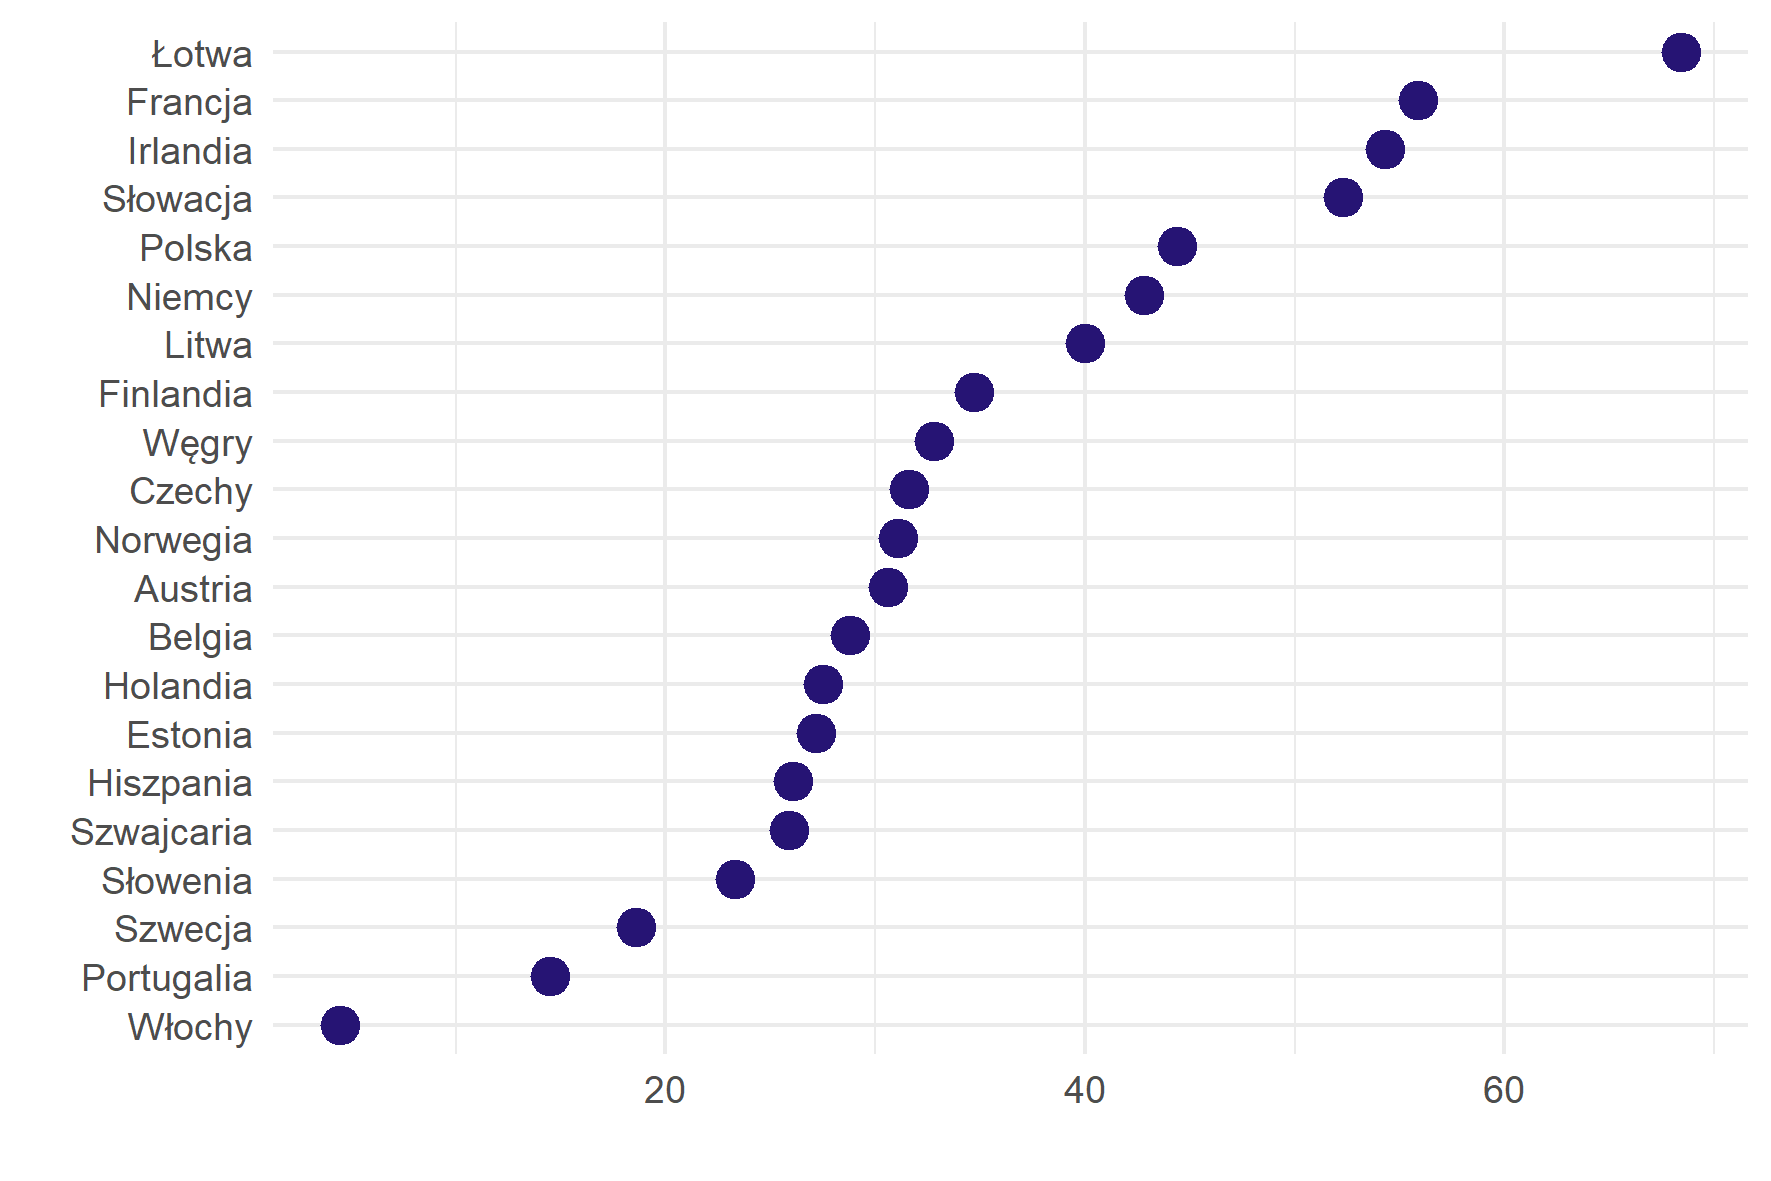 Łotwa
Francja
Irlandia
Słowacja
Polska
Niemcy
Litwa
Finlandia
Węgry
Czechy
Norwegia
Austria
Belgia
Holandia
Estonia
Hiszpania
Szwajcaria
Słowenia
Szwecja
Portugalia
Włochy
20 40 60